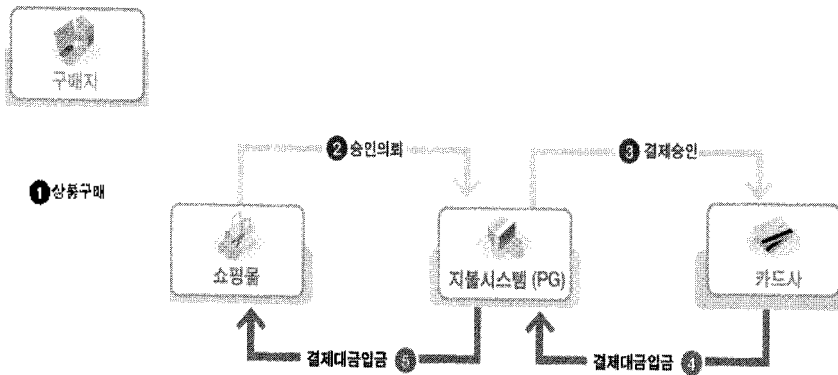 구매자
❷ 승인의뢰
❸ 결제승인
❶ 상품구매
쇼핑몰
지불시스템 (PG)
카드사
결제대금입금 ❺
결제대금입금 ❹